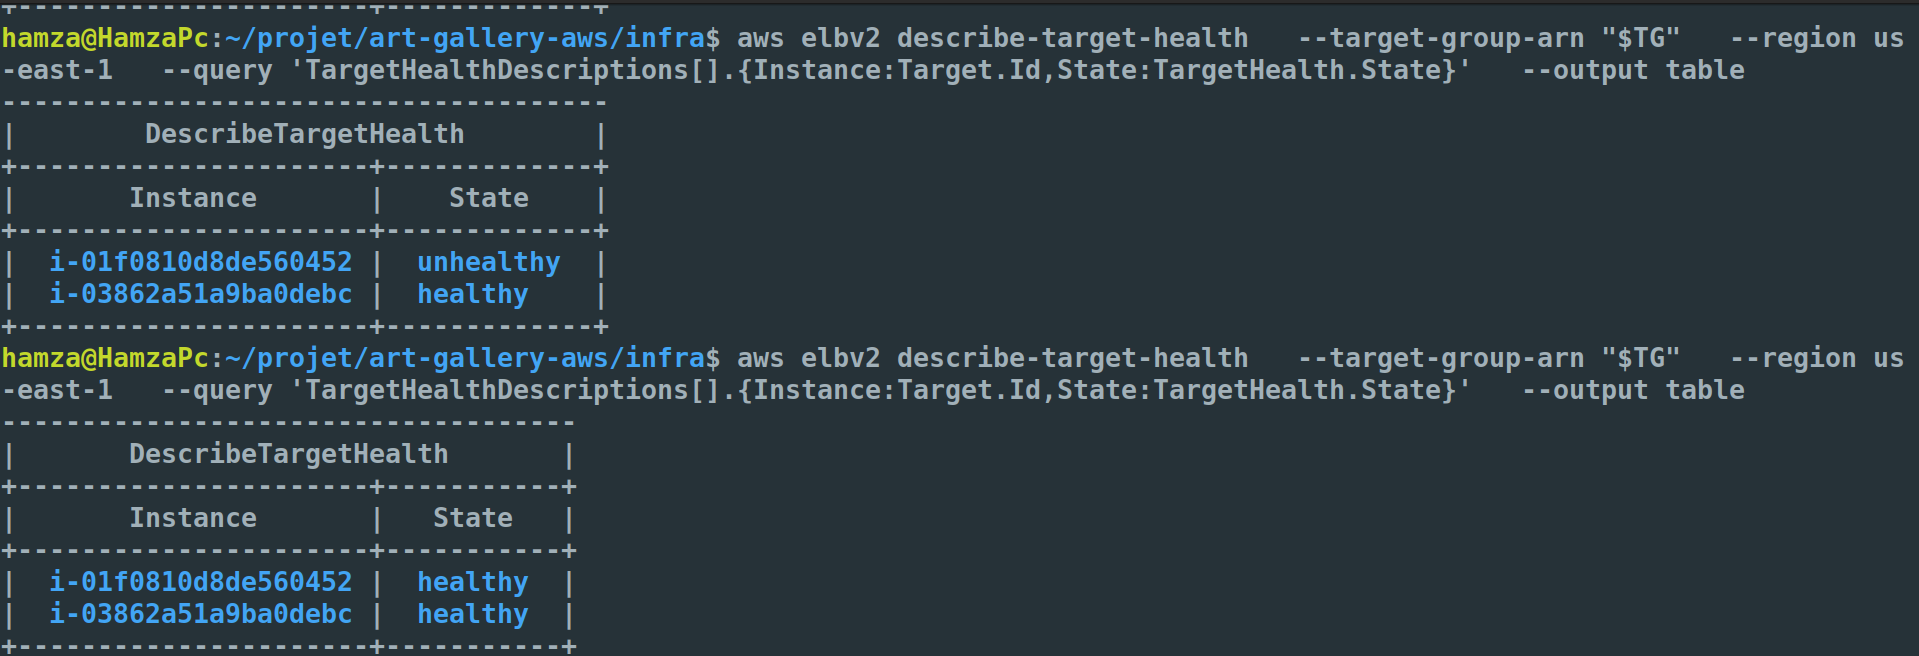 +----------------------+-------------+
hamza@HamzaPc:~/projet/art-gallery-aws/infra$ aws elbv2 describe-target-health   --target-group-arn "$TG"   --region us
-east-1   --query 'TargetHealthDescriptions[].{Instance:Target.Id,State:TargetHealth.State}'   --output table
--------------------------------------
|        DescribeTargetHealth        |
+----------------------+-------------+
|       Instance       |    State    |
+----------------------+-------------+
|  i-01f0810d8de560452 |  unhealthy  |
|  i-03862a51a9ba0debc |  healthy    |
+----------------------+-------------+
hamza@HamzaPc:~/projet/art-gallery-aws/infra$ aws elbv2 describe-target-health   --target-group-arn "$TG"   --region us
-east-1   --query 'TargetHealthDescriptions[].{Instance:Target.Id,State:TargetHealth.State}'   --output table
------------------------------------
|       DescribeTargetHealth       |
+----------------------+-----------+
|       Instance       |   State   |
+----------------------+-----------+
|  i-01f0810d8de560452 |  healthy  |
|  i-03862a51a9ba0debc |  healthy  |
+----------------------+-----------+